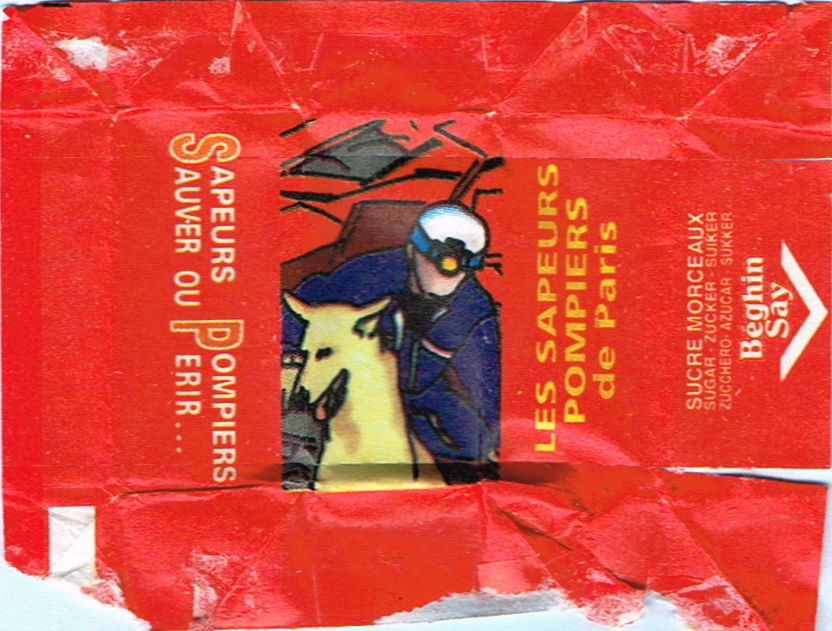 SAPEURS POMPIERS
SAUVER OU PERIR...
LES SAPEURS
POMPIERS
de Paris
SUCRE MORCEAUX
SUGAR - ZUCKER - SUIKER
ZUCCHERO - AZUCAR - SUKKER
Béghin
Say